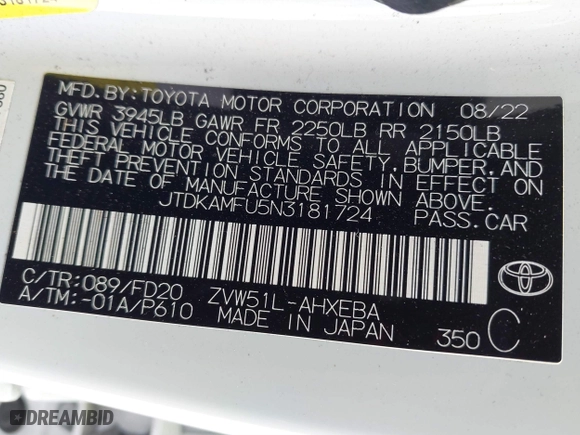 MFD.BY:TOYOTA MOTOR CORPORATION 08/22
GVWR 3945LB GAWR FR 2250LB RR 2150LB
THIS VEHICLE CONFORMS TO ALL APPLICABLE
FEDERAL MOTOR VEHICLE SAFETY,BUMPER,AND
THEFT PREVENTION STANDARDS IN EFFECT ON
THE DATE OF MANUFACTURE SHOWN ABOVE.
JTDKAMFU5N3181724 PASS.CAR
C/TR:089/FD20 ZVW51L-AHXEBA
A/TM:-01A/P610 MADE IN JAPAN
TOYOTA
350 C
DREAMBID